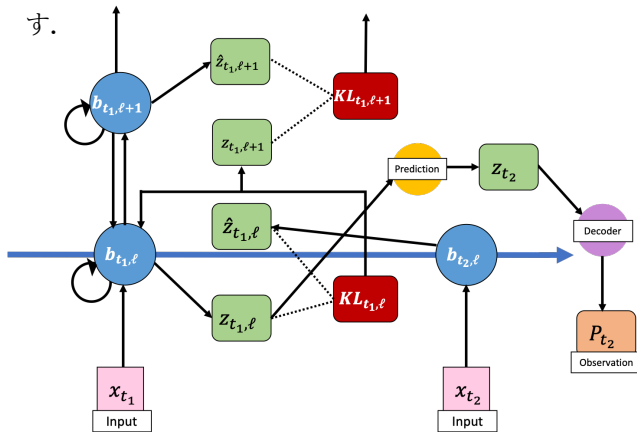 す.
ẑ_{t_1,ℓ+1}
b_{t_1,ℓ+1}
KL_{t_1,ℓ+1}
z_{t_1,ℓ+1}
Prediction
z_{t_2}
ẑ_{t_1,ℓ}
Decoder
b_{t_1,ℓ}
b_{t_2,ℓ}
KL_{t_1,ℓ}
z_{t_1,ℓ}
P_{t_2}
Observation
x_{t_1}
x_{t_2}
Input
Input